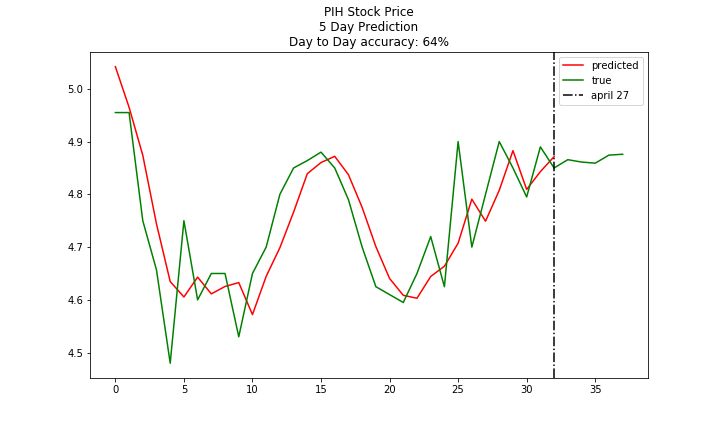 PIH Stock Price
5 Day Prediction
Day to Day accuracy: 64%
predicted
true
april 27
5.0
4.9
4.8
4.7
4.6
4.5
0 5 10 15 20 25 30 35